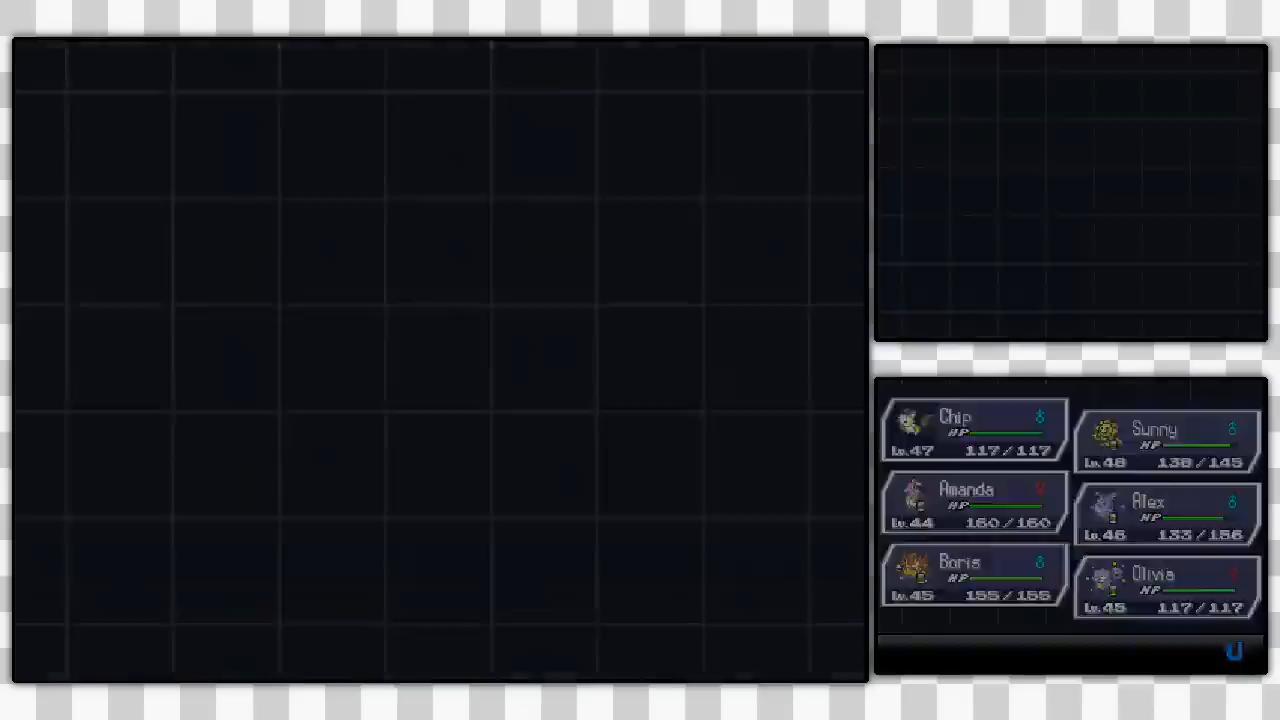 Chip ♂
HP
Lv.47 117/117
Sunny ♂
HP
Lv.48 138/145
Amanda ♀
HP
Lv.44 160/160
Alex ♂
HP
Lv.46 133/156
Boris ♂
HP
Lv.45 155/155
Olivia ♀
HP
Lv.45 117/117